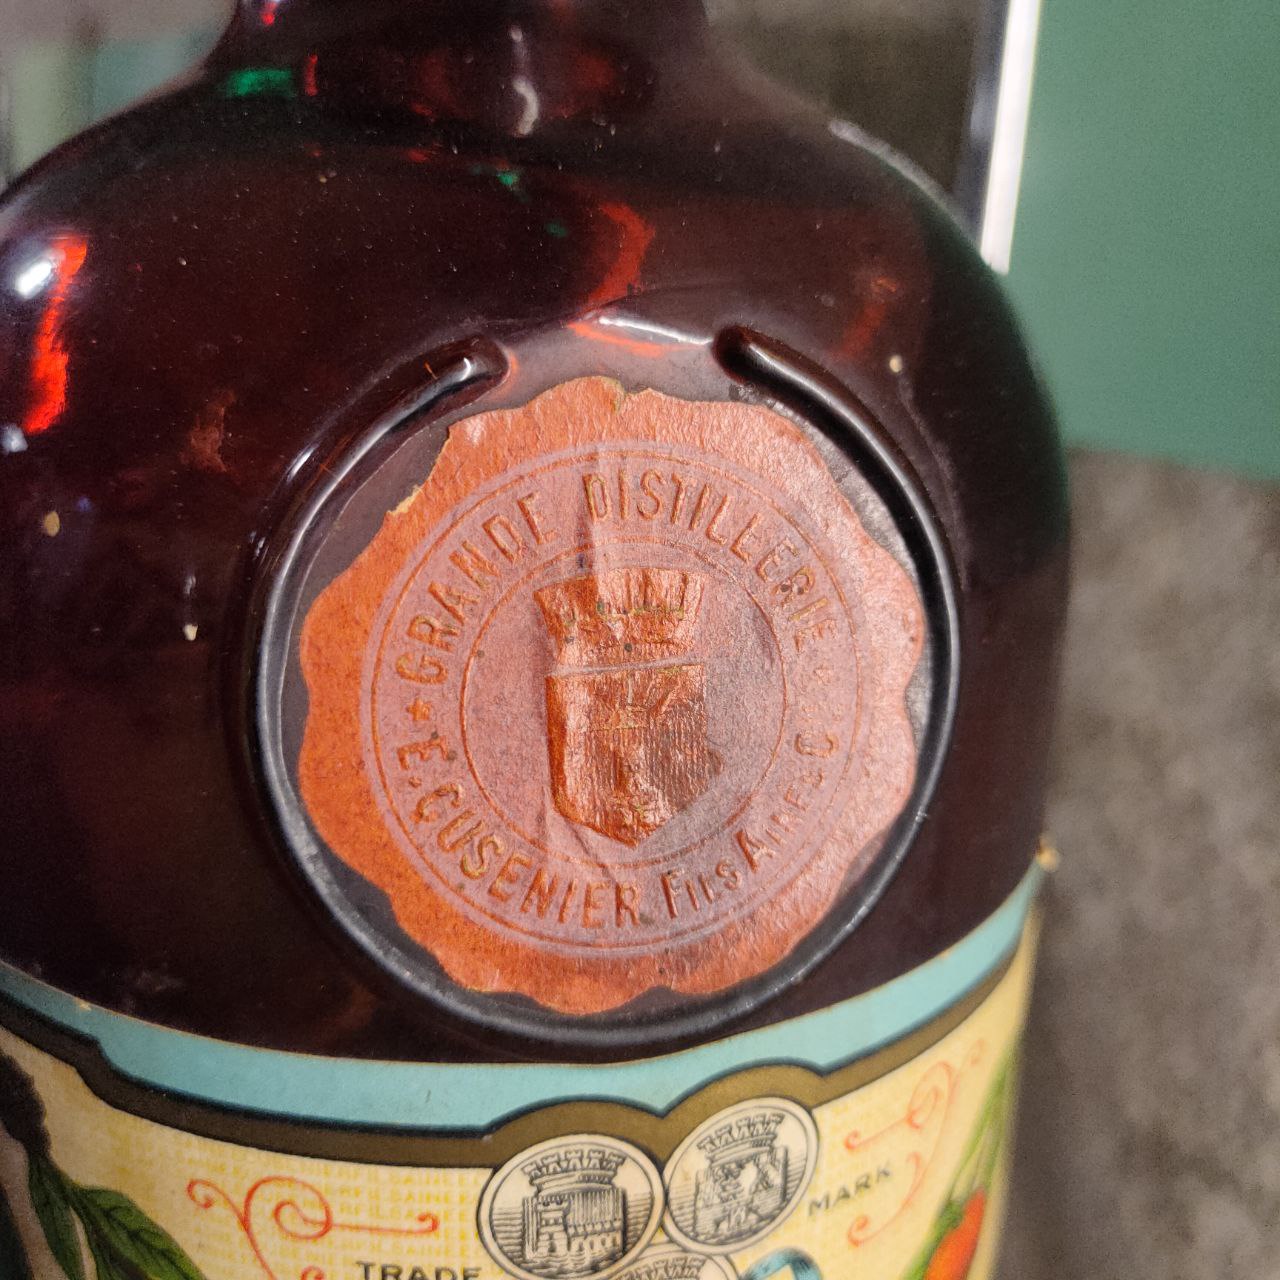 ★ GRANDE DISTILLERIE ★
E. CUSENIER FILS AINE & CIE
TRADE
MARK